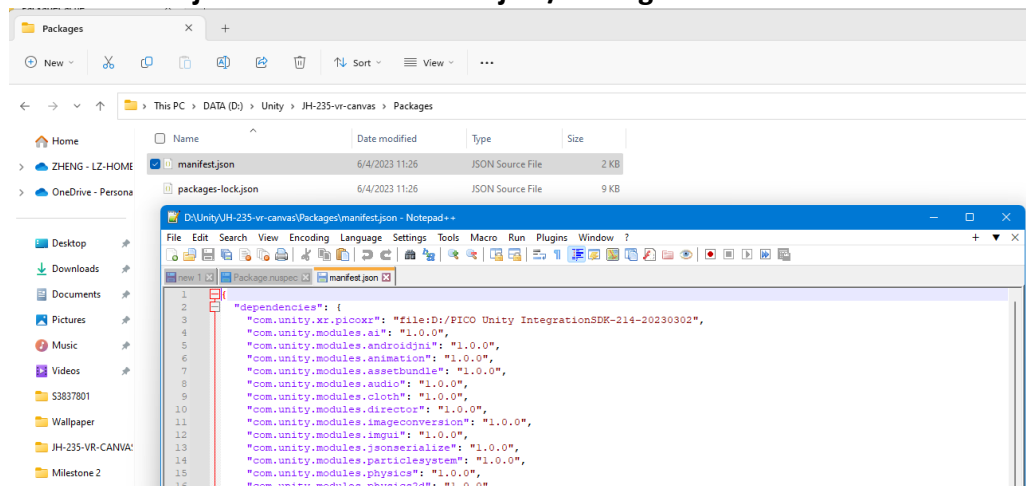 Packages
New
Sort
View
This PC > DATA (D:) > Unity > JH-235-vr-canvas > Packages
Home
ZHENG - LZ-HOME
OneDrive - Persona
Desktop
Downloads
Documents
Pictures
Music
Videos
S3837801
Wallpaper
JH-235-VR-CANVAS
Milestone 2
Name Date modified Type Size
manifest.json 6/4/2023 11:26 JSON Source File 2 KB
packages-lock.json 6/4/2023 11:26 JSON Source File 9 KB
D:\Unity\JH-235-vr-canvas\Packages\manifest.json - Notepad++
File Edit Search View Encoding Language Settings Tools Macro Run Plugins Window ?
new 1 Package.nuspec manifest.json
1 {
2 "dependencies": {
3 "com.unity.xr.picoxr": "file:D:/PICO Unity IntegrationSDK-214-20230302",
4 "com.unity.modules.ai": "1.0.0",
5 "com.unity.modules.androidjni": "1.0.0",
6 "com.unity.modules.animation": "1.0.0",
7 "com.unity.modules.assetbundle": "1.0.0",
8 "com.unity.modules.audio": "1.0.0",
9 "com.unity.modules.cloth": "1.0.0",
10 "com.unity.modules.director": "1.0.0",
11 "com.unity.modules.imageconversion": "1.0.0",
12 "com.unity.modules.imgui": "1.0.0",
13 "com.unity.modules.jsonserialize": "1.0.0",
14 "com.unity.modules.particlesystem": "1.0.0",
15 "com.unity.modules.physics": "1.0.0",
16 "com.unity.modules.physics2d": "1.0.0"